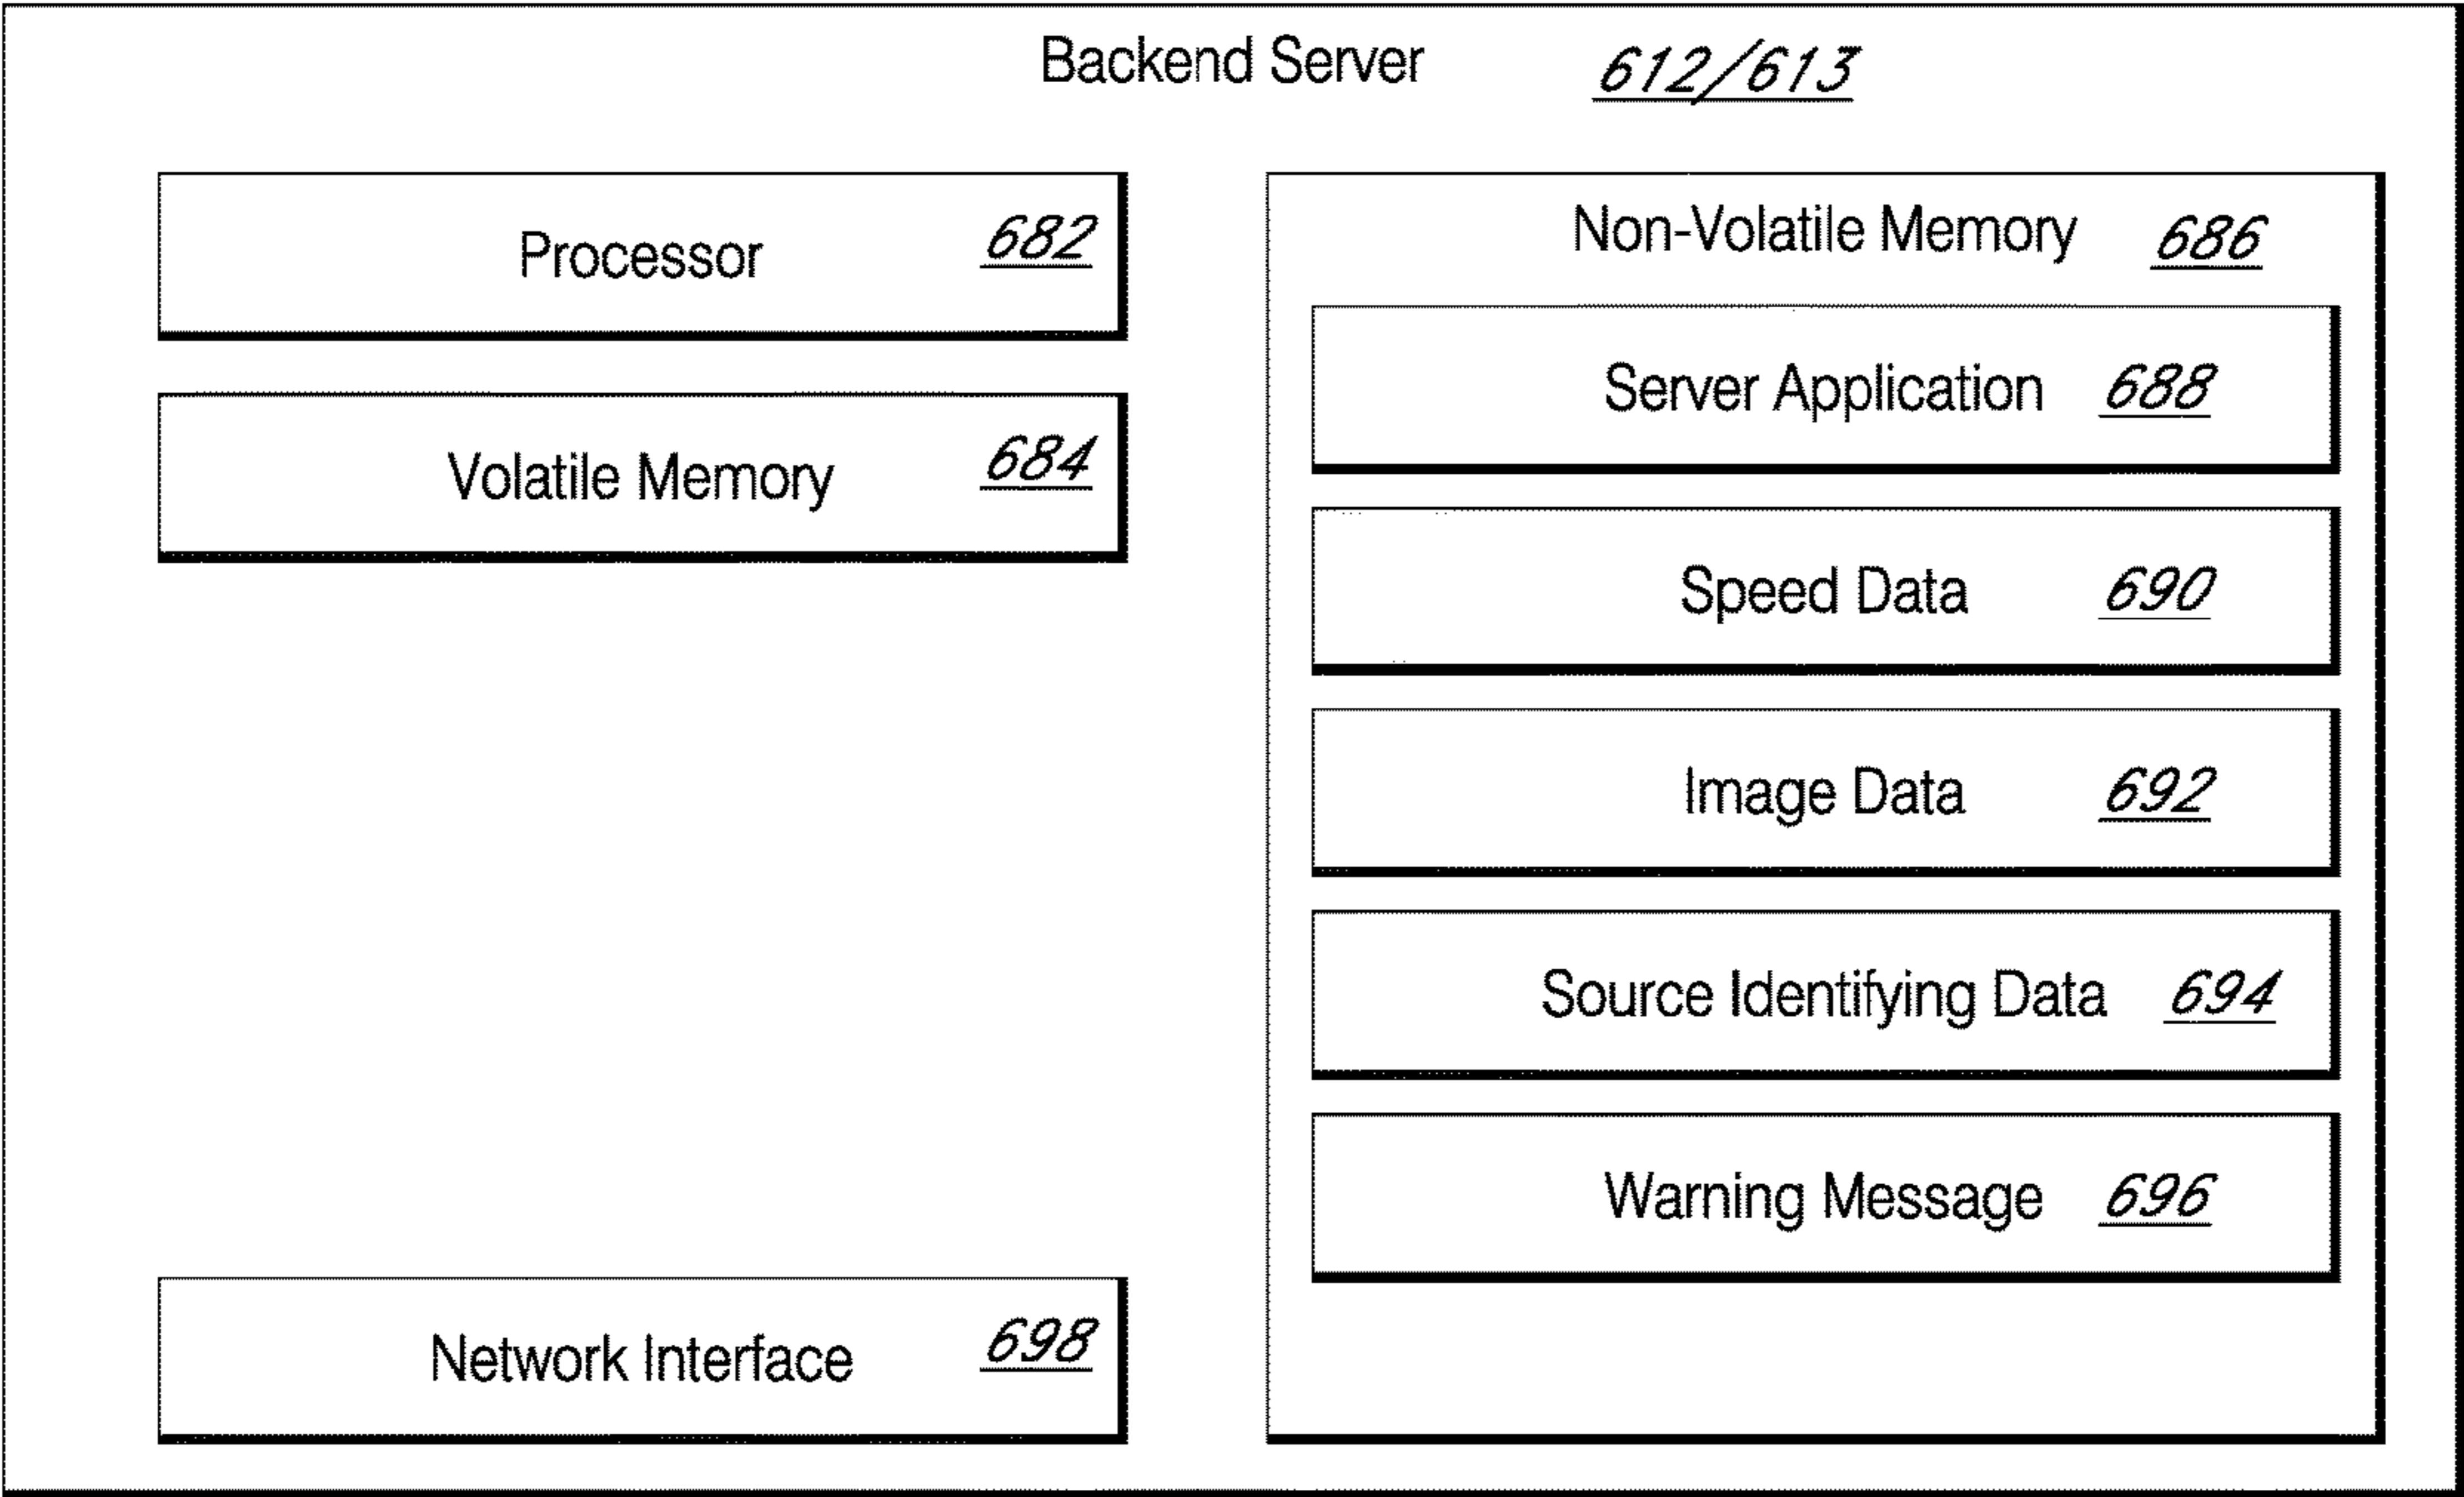 Backend Server 612/613
Processor 682
Volatile Memory 684
Network Interface 698
Non-Volatile Memory 686
Server Application 688
Speed Data 690
Image Data 692
Source Identifying Data 694
Warning Message 696